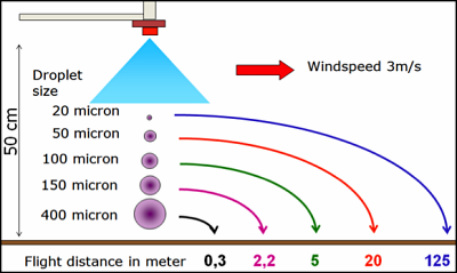 Windspeed 3m/s
Droplet
size
50 cm
20 micron
50 micron
100 micron
150 micron
400 micron
Flight distance in meter 0,3 2,2 5 20 125